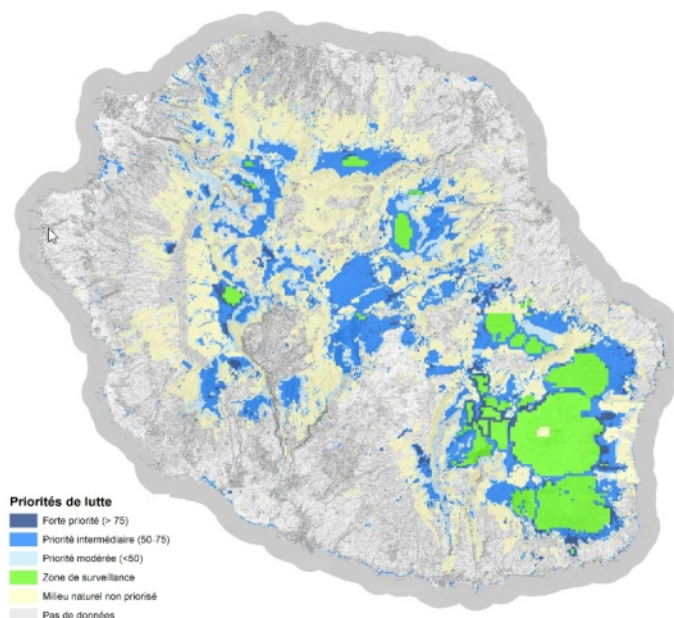 Priorités de lutte
Forte priorité (> 75)
Priorité intermédiaire (50-75)
Priorité modérée (<50)
Zone de surveillance
Milieu naturel non priorisé
Pas de données